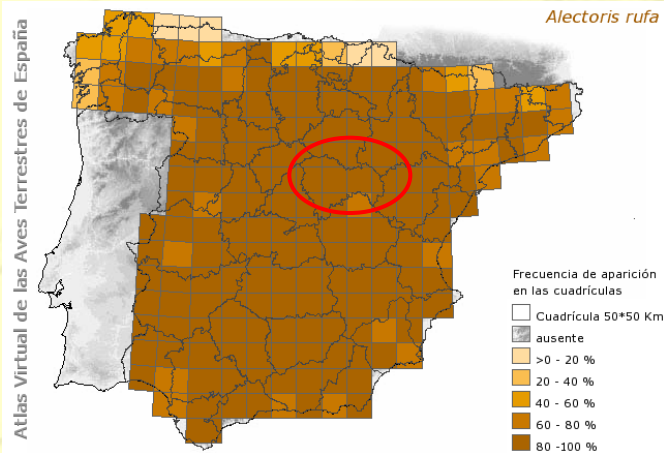 Alectoris rufa
Atlas Virtual de las Aves Terrestres de España
Frecuencia de aparición
en las cuadrículas
Cuadrícula 50*50 Km
ausente
>0 - 20 %
20 - 40 %
40 - 60 %
60 - 80 %
80 -100 %